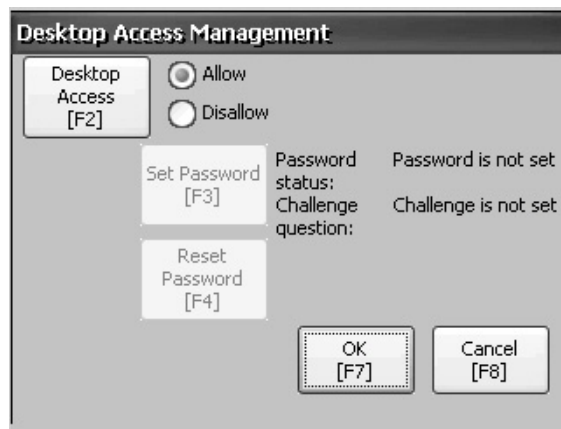 Desktop Access Management
Desktop
Access
[F2]
Allow
Disallow
Set Password
[F3]
Password
status:
Password is not set
Challenge
question:
Challenge is not set
Reset
Password
[F4]
OK
[F7]
Cancel
[F8]